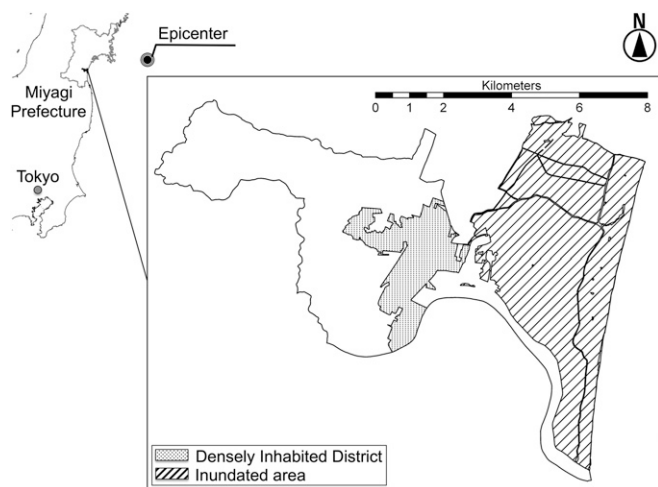 Epicenter
N
Miyagi
Prefecture
Kilometers
0 1 2 4 6 8
Tokyo
Densely Inhabited District
Inundated area